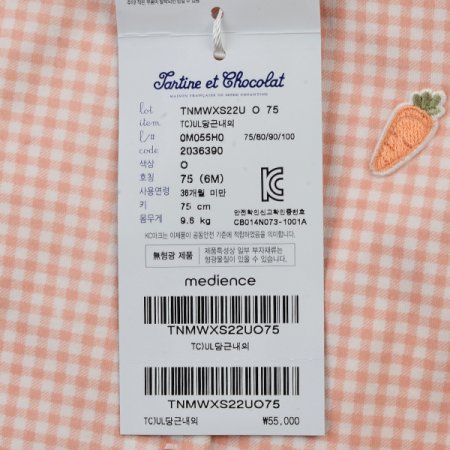 Tartine et Chocolat
MAISON FRANÇAISE DE MODE ENFANTINE
lot TNMWXS22U O 75
item TC)UL당근내의
l/# 0M055H0 75/80/90/100
code 2036390
색상 O
호칭 75 (6M)
사용연령 36개월 미만
키 75 cm
몸무게 9.6 kg
안전확인신고확인증번호
CB014N073-1001A
KC마크는 이제품이 공통안전 기준에 적합하였음을 의미합니다.
無형광 제품
제품특성상 일부 부자재류는
형광물질이 있을 수 있습니다
medience
TNMWXS22UO75
TC)UL당근내의
TNMWXS22UO75
TC)UL당근내의 ₩55,000